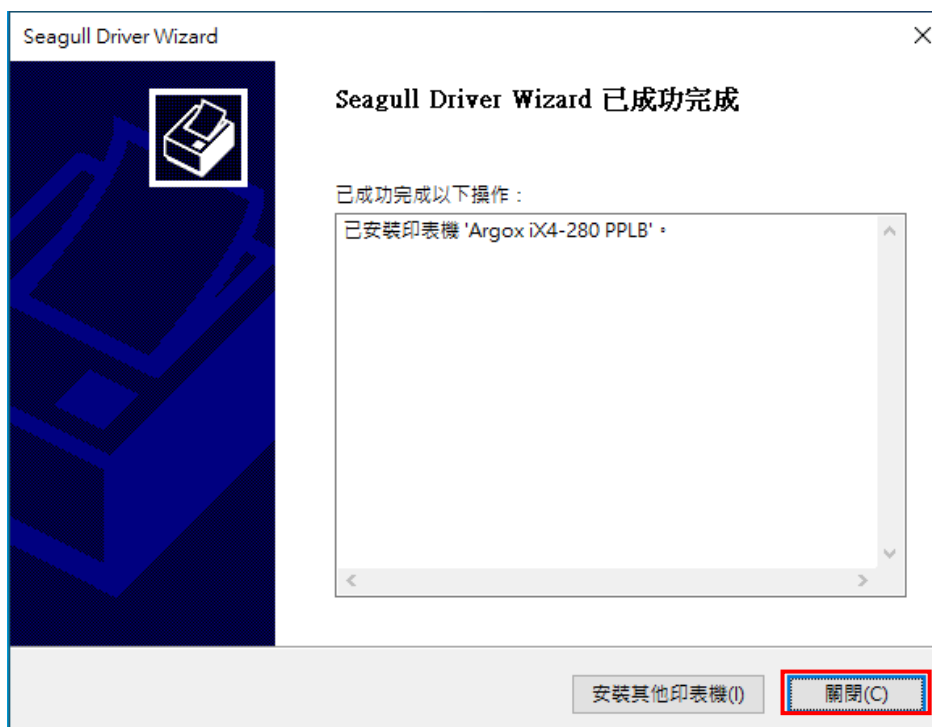 Seagull Driver Wizard
Seagull Driver Wizard 已成功完成
已成功完成以下操作：
已安裝印表機 'Argox iX4-280 PPLB'。
安裝其他印表機(I)
關閉(C)